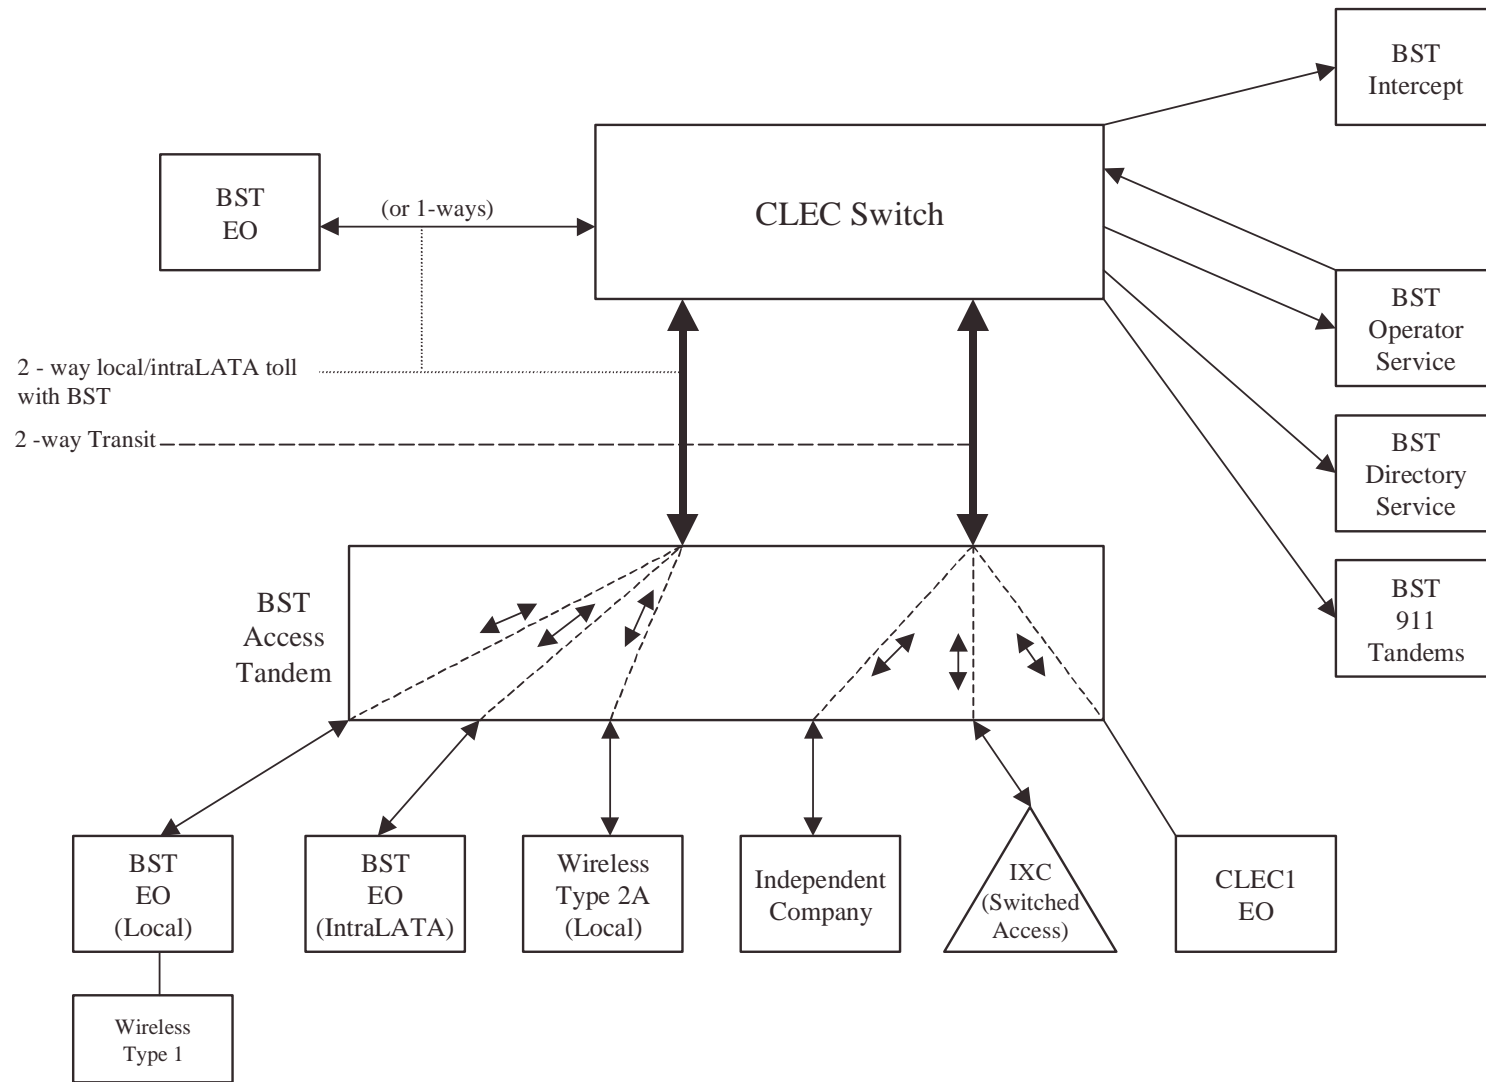 BST
Intercept
BST
EO
(or 1-ways)
CLEC Switch
BST
Operator
Service
2 - way local/intraLATA toll
with BST
2 -way Transit
BST
Directory
Service
BST
911
Tandems
BST
Access
Tandem
BST
EO
(Local)
BST
EO
(IntraLATA)
Wireless
Type 2A
(Local)
Independent
Company
IXC
(Switched
Access)
CLEC1
EO
Wireless
Type 1